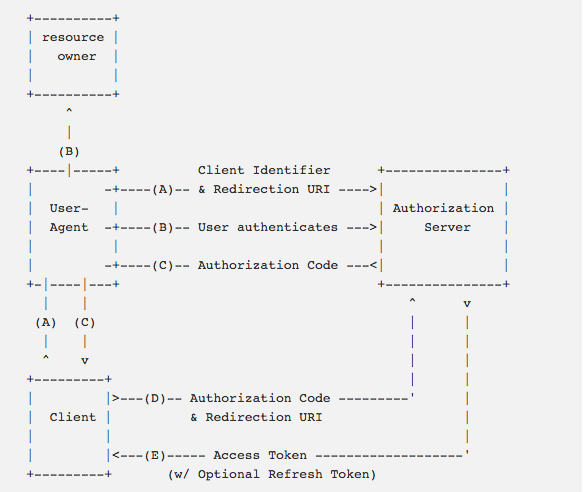 +----------+
| resource |
|   owner  |
|          |
+----------+
     ^
     |
    (B)
+----|-----+          Client Identifier      +---------------+
|         -+----(A)-- & Redirection URI ---->|               |
|  User-   |                                 | Authorization |
|  Agent  -+----(B)-- User authenticates --->|     Server    |
|          |                                 |               |
|         -+----(C)-- Authorization Code ---<|               |
+-|----|---+                                 +---------------+
  |    |                                         ^      v
 (A)  (C)                                        |      |
  |    |                                         |      |
  ^    v                                         |      |
+---------+                                      |      |
|         |>---(D)-- Authorization Code ---------'      |
|  Client |          & Redirection URI                  |
|         |                                             |
|         |<---(E)----- Access Token -------------------'
+---------+       (w/ Optional Refresh Token)